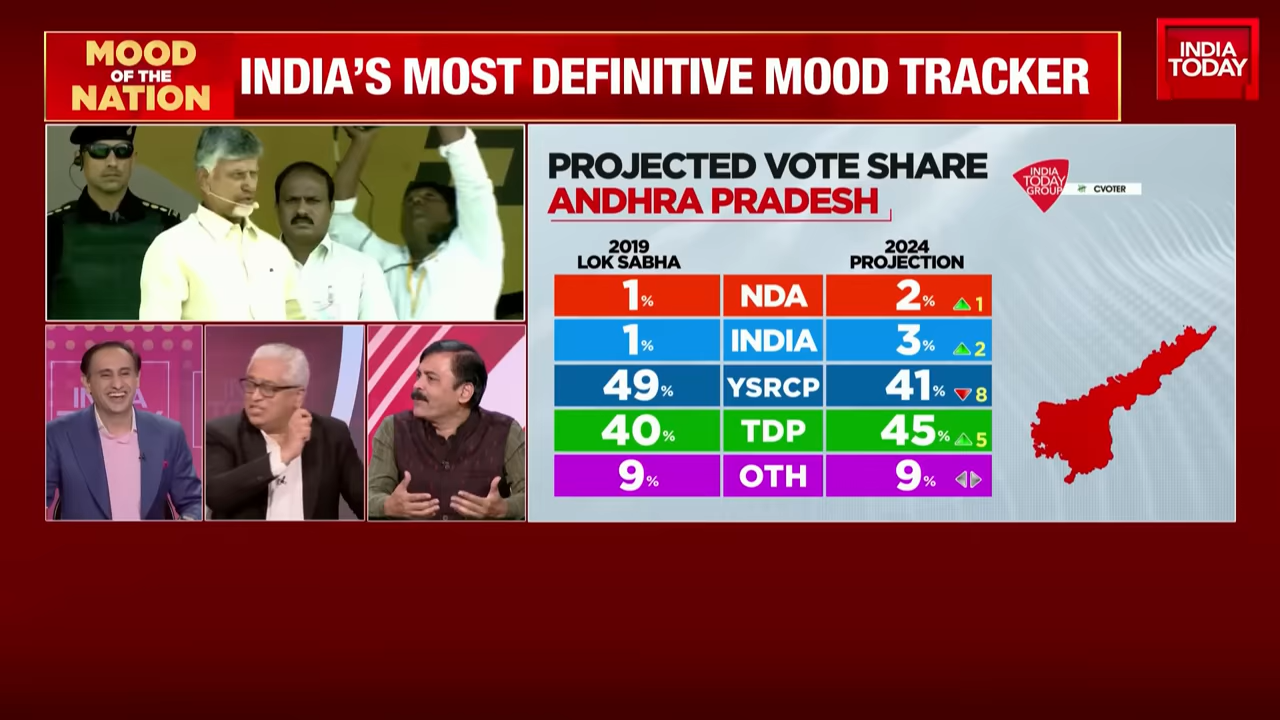 MOOD
OF THE
NATION
INDIA'S MOST DEFINITIVE MOOD TRACKER
INDIA
TODAY
PROJECTED VOTE SHARE
ANDHRA PRADESH
INDIA
TODAY
GROUP
CVOTER
2019
LOK SABHA
2024
PROJECTION
1% NDA 2% 1
1% INDIA 3% 2
49% YSRCP 41% 8
40% TDP 45% 5
9% OTH 9%
INDIA